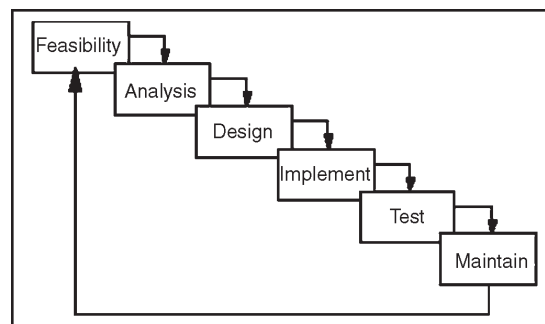 Feasibility
Analysis
Design
Implement
Test
Maintain